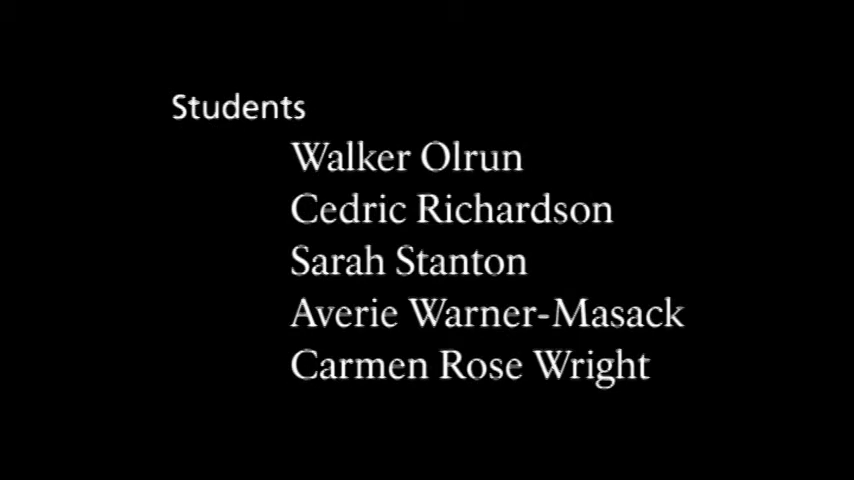 Students
Walker Olrun
Cedric Richardson
Sarah Stanton
Averie Warner-Masack
Carmen Rose Wright